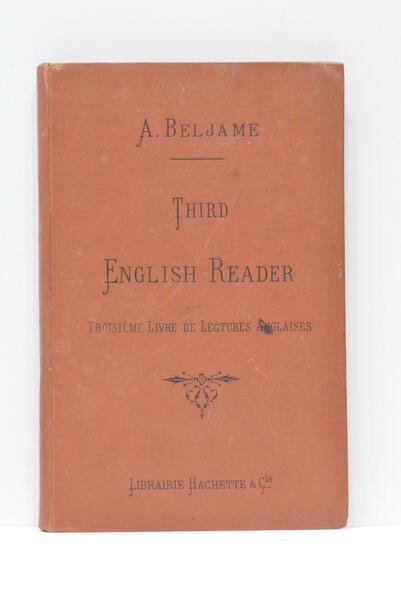 A. Beljame
Third
English Reader
Troisième Livre de Lectures Anglaises
Librairie Hachette & Cie